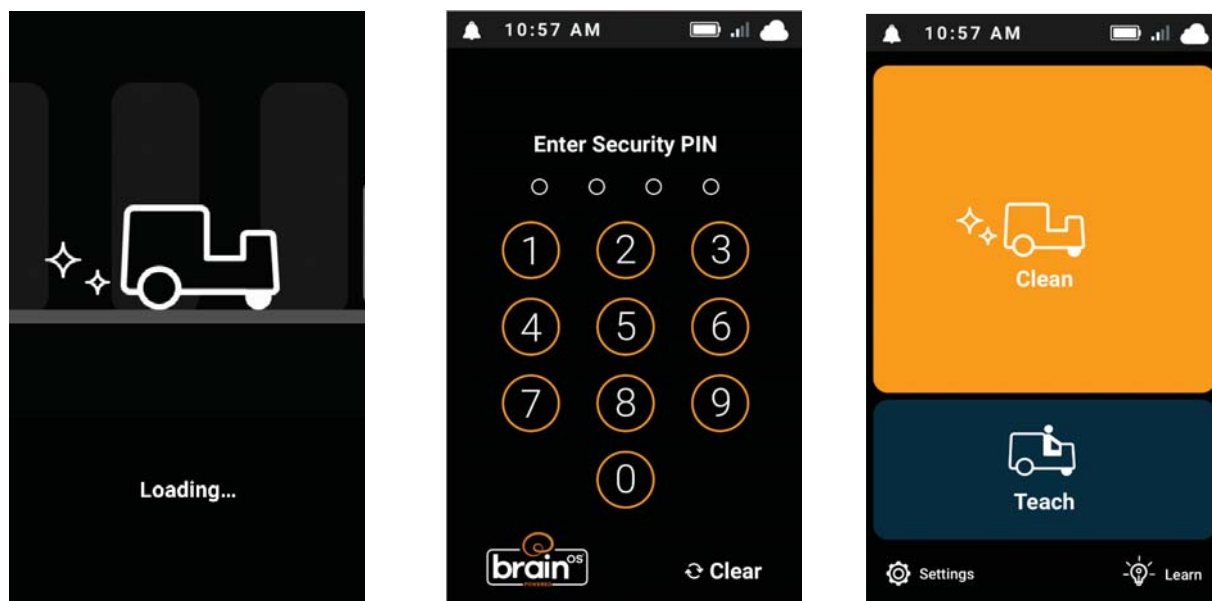 Loading...
10:57 AM
Enter Security PIN
1 2 3
4 5 6
7 8 9
0
brain OS
POWERED
Clear
10:57 AM
Clean
Teach
Settings
Learn